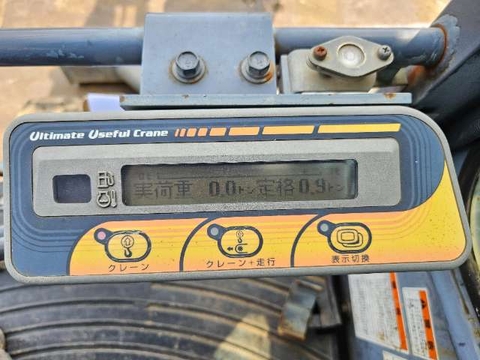 Ultimate Useful Crane
実荷重 0.0トン 定格 0.9トン
クレーン
クレーン+走行
表示切換